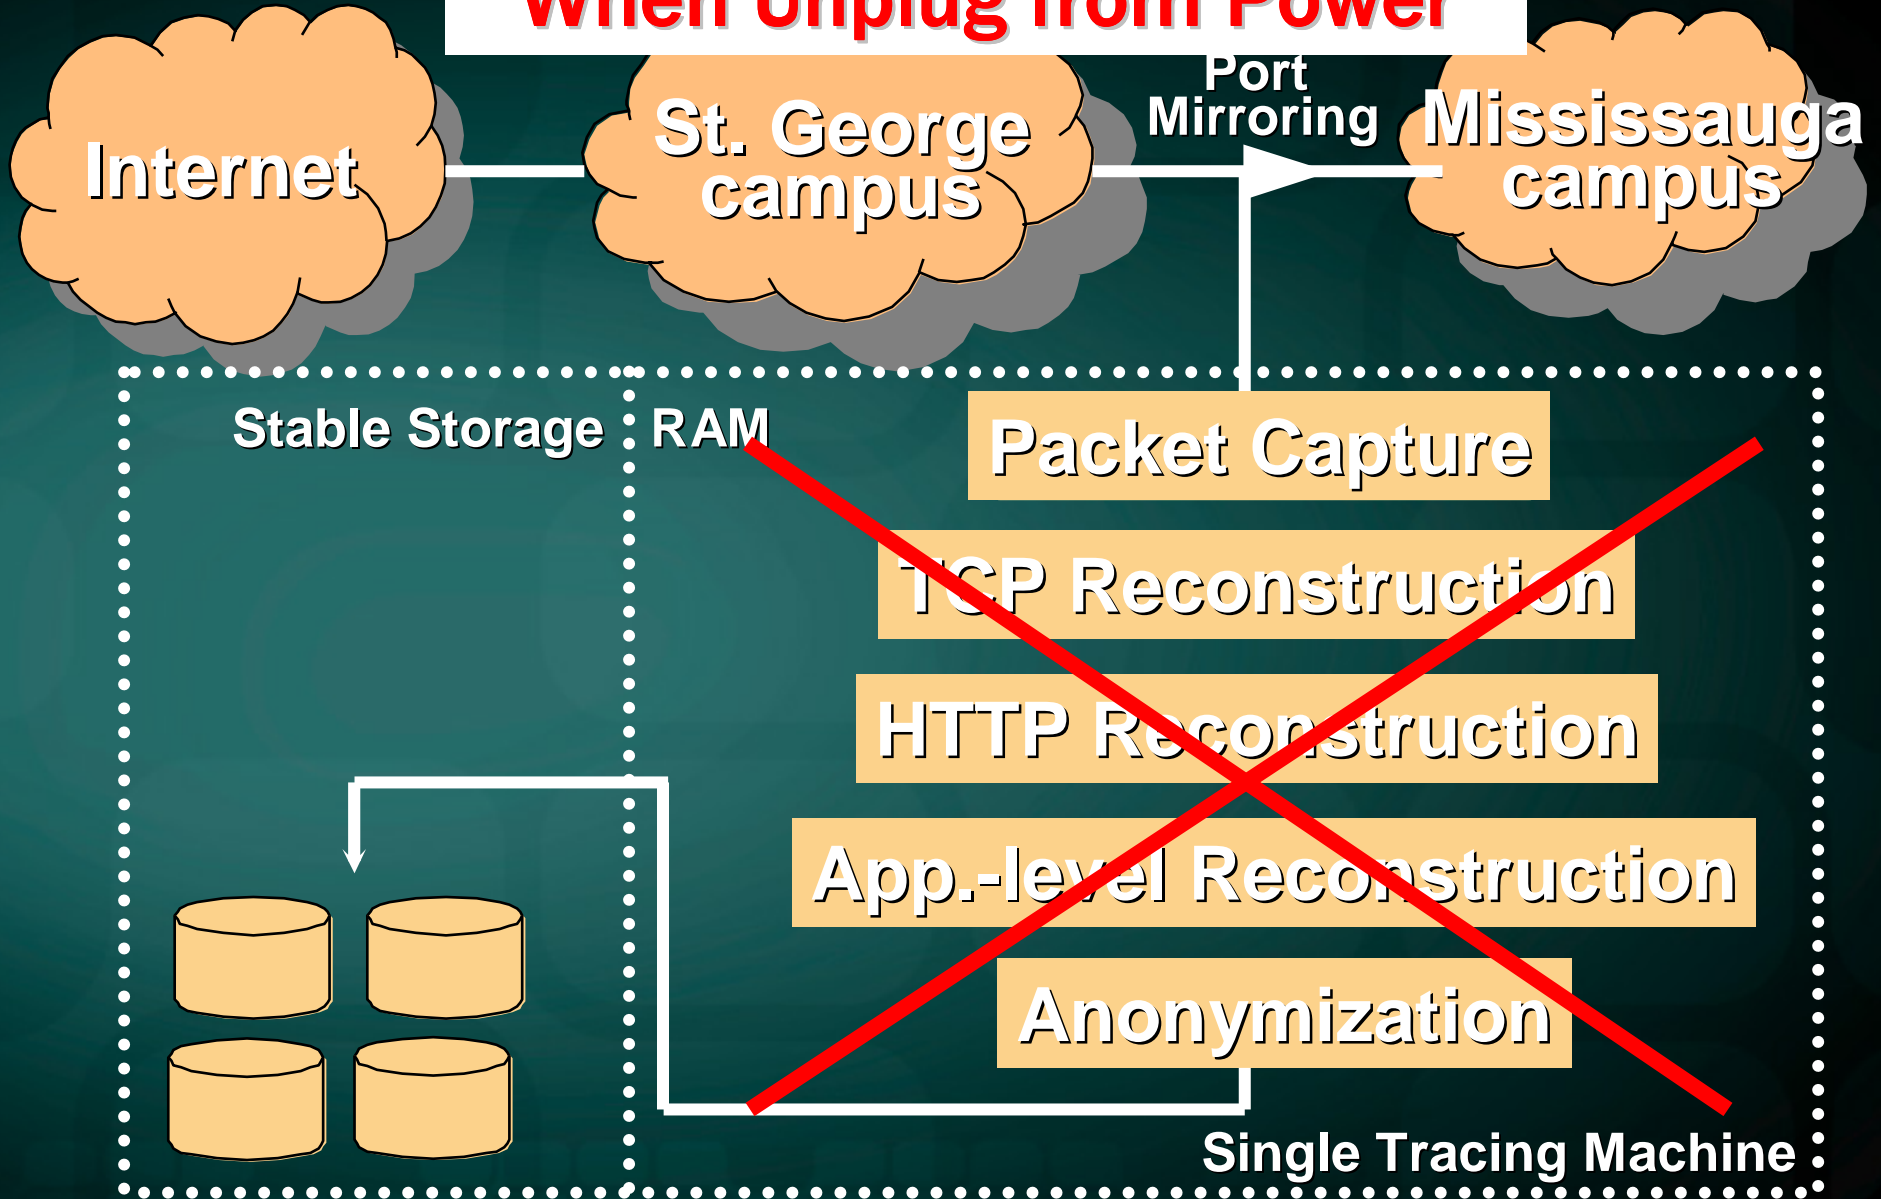 When Unplug from Power
Internet
St. George
campus
Port
Mirroring
Mississauga
campus
Stable Storage
RAM
Packet Capture
TCP Reconstruction
HTTP Reconstruction
App.-level Reconstruction
Anonymization
Single Tracing Machine